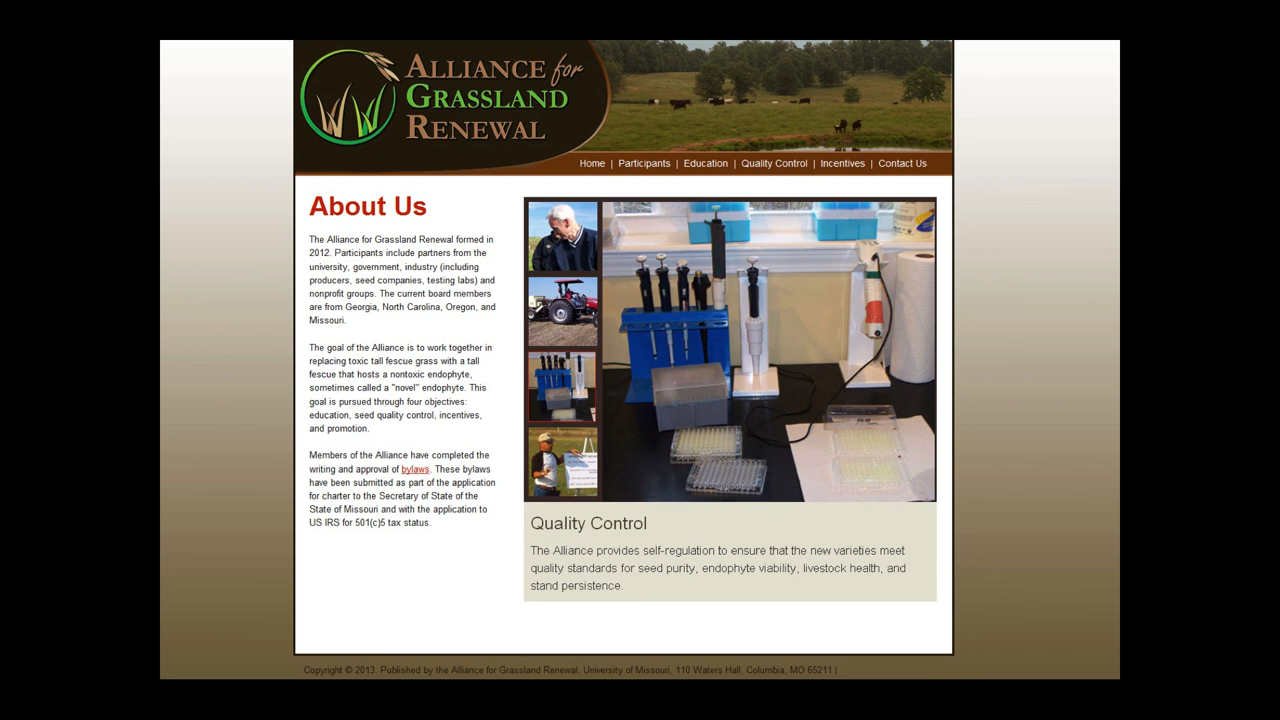 ALLIANCE for
GRASSLAND
RENEWAL
Home | Participants | Education | Quality Control | Incentives | Contact Us
About Us
The Alliance for Grassland Renewal formed in
2012. Participants include partners from the
university, government, industry (including
producers, seed companies, testing labs) and
nonprofit groups. The current board members
are from Georgia, North Carolina, Oregon, and
Missouri.
The goal of the Alliance is to work together in
replacing toxic tall fescue grass with a tall
fescue that hosts a nontoxic endophyte,
sometimes called a "novel" endophyte. This
goal is pursued through four objectives:
education, seed quality control, incentives,
and promotion.
Members of the Alliance have completed the
writing and approval of bylaws. These bylaws
have been submitted as part of the application
for charter to the Secretary of State of the
State of Missouri and with the application to
US IRS for 501(c)5 tax status.
Quality Control
The Alliance provides self-regulation to ensure that the new varieties meet
quality standards for seed purity, endophyte viability, livestock health, and
stand persistence.
Copyright © 2013. Published by the Alliance for Grassland Renewal, University of Missouri, 110 Waters Hall, Columbia, MO 65211 |